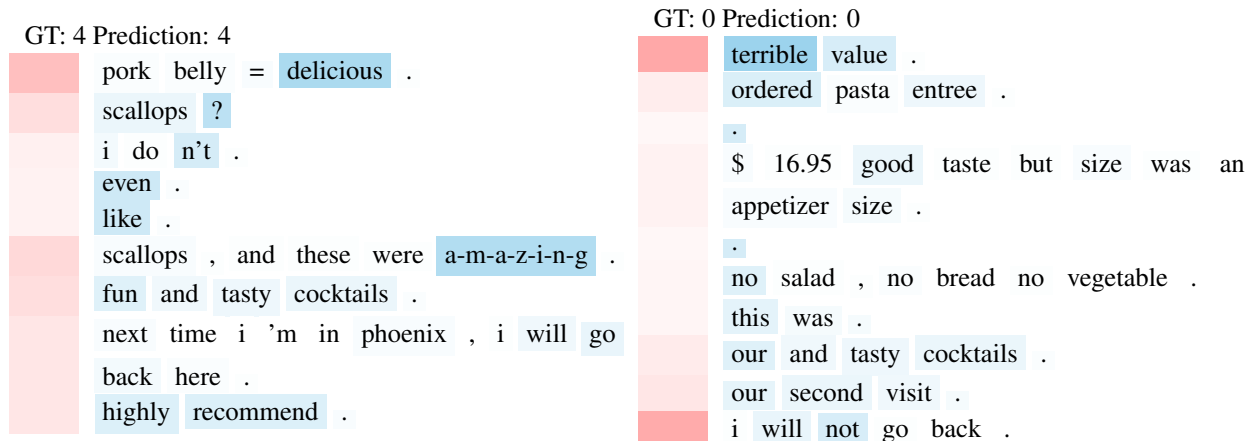 GT: 4 Prediction: 4
pork belly = delicious .
scallops ?
i do n't .
even .
like .
scallops , and these were a-m-a-z-i-n-g .
fun and tasty cocktails .
next time i 'm in phoenix , i will go
back here .
highly recommend .
GT: 0 Prediction: 0
terrible value .
ordered pasta entree .
.
$ 16.95 good taste but size was an
appetizer size .
.
no salad , no bread no vegetable .
this was .
our and tasty cocktails .
our second visit .
i will not go back .